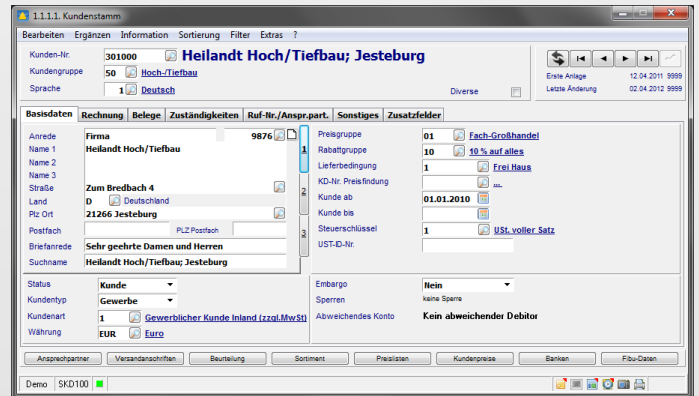 1.1.1.1. Kundenstamm
Bearbeiten Ergänzen Information Sortierung Filter Extras ?
Kunden-Nr. 301000 Heilandt Hoch/Tiefbau; Jesteburg
Kundengruppe 50 Hoch-/Tiefbau
Sprache 1 Deutsch Diverse
Erste Anlage 12.04.2011 9999
Letzte Änderung 02.04.2012 9999
Basisdaten Rechnung Belege Zuständigkeiten Ruf-Nr./Anspr.part. Sonstiges Zusatzfelder
Anrede Firma 9876
Name 1 Heilandt Hoch/Tiefbau
Name 2
Name 3
Straße Zum Bredbach 4
Land D Deutschland
Plz Ort 21266 Jesteburg
Postfach PLZ Postfach
Briefanrede Sehr geehrte Damen und Herren
Suchname Heilandt Hoch/Tiefbau; Jesteburg
1
2
3
Preisgruppe 01 Fach-Großhandel
Rabattgruppe 10 10 % auf alles
Lieferbedingung 1 Frei Haus
KD-Nr. Preisfindung ...
Kunde ab 01.01.2010
Kunde bis
Steuerschlüssel 1 USt. voller Satz
UST-ID-Nr.
Status Kunde
Kundentyp Gewerbe
Kundenart 1 Gewerblicher Kunde Inland (zzgl.MwSt)
Währung EUR Euro
Embargo Nein
Sperren keine Sperre
Abweichendes Konto Kein abweichender Debitor
Ansprechpartner Versandanschriften Beurteilung Sortiment Preislisten Kundenpreise Banken Fibu-Daten
Demo SKD100